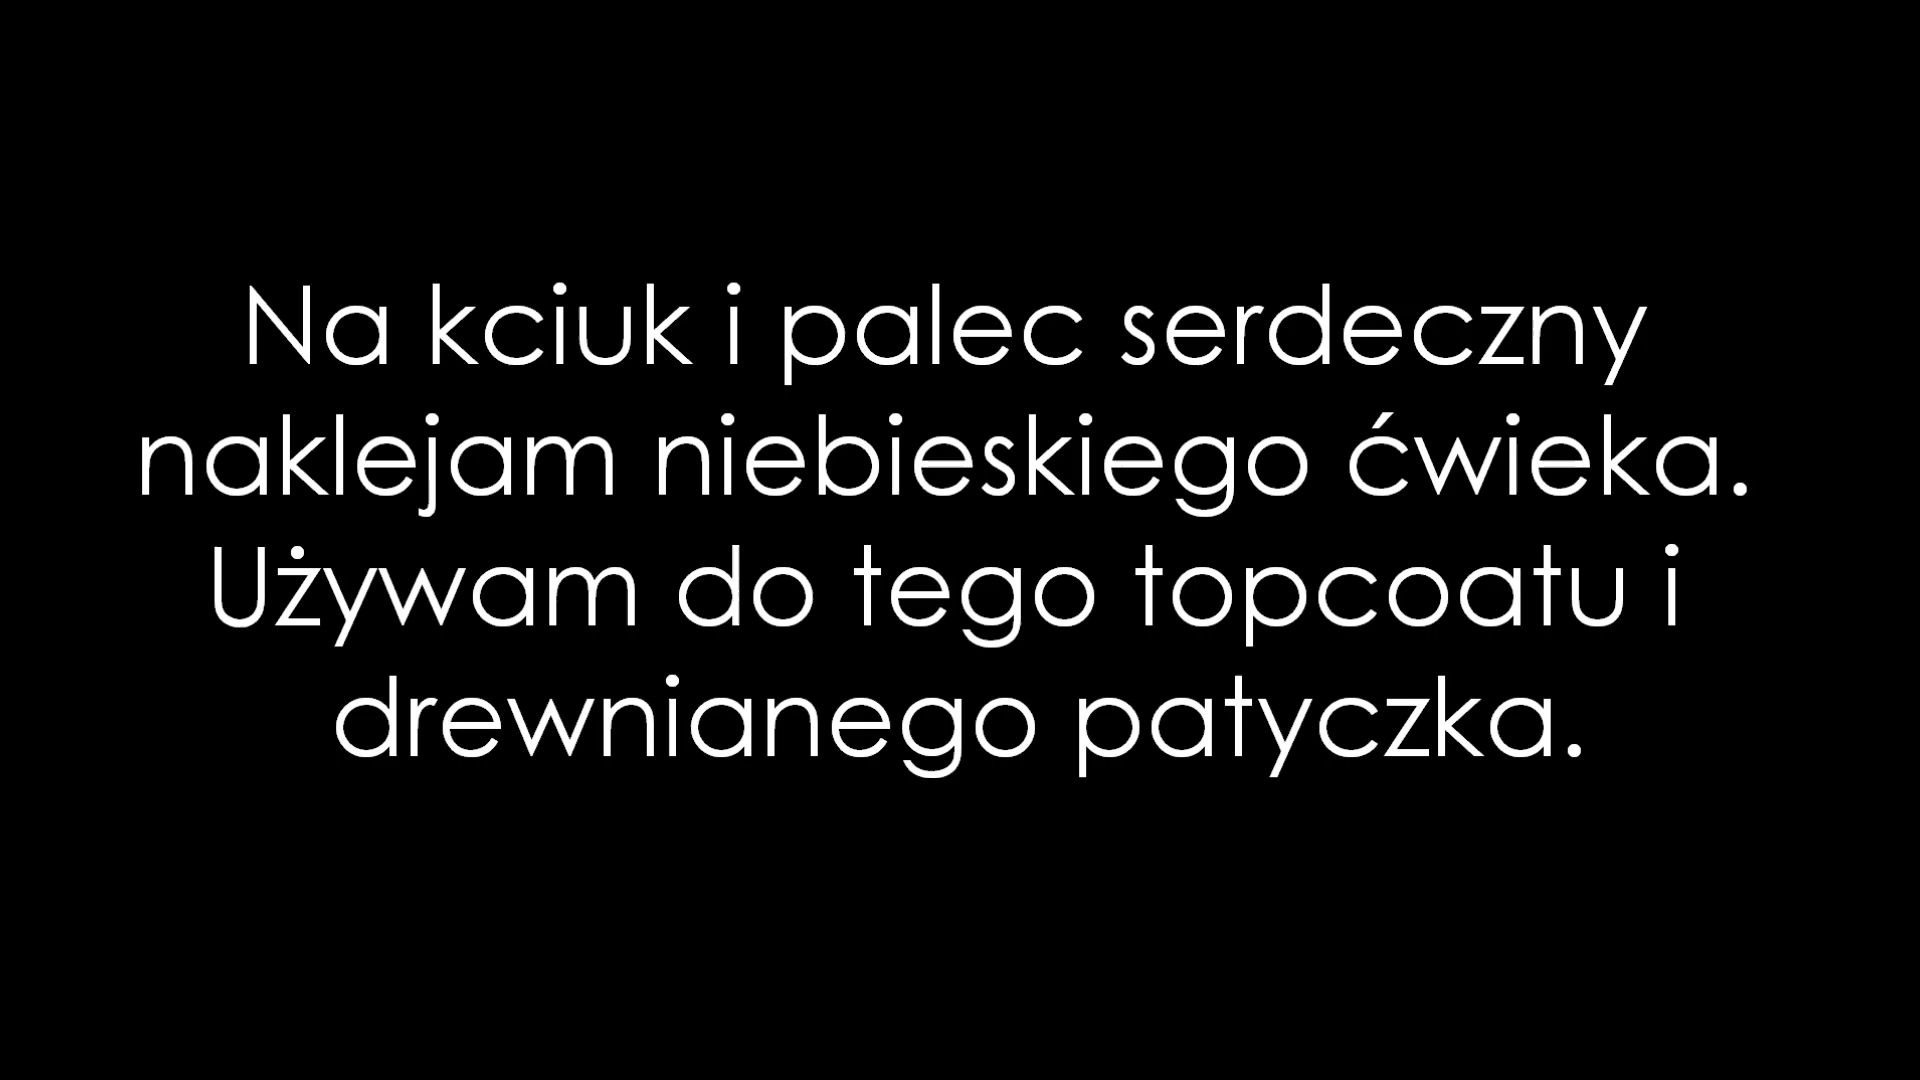 Na kciuk i palec serdeczny
naklejam niebieskiego ćwieka.
Używam do tego topcoatu i
drewnianego patyczka.